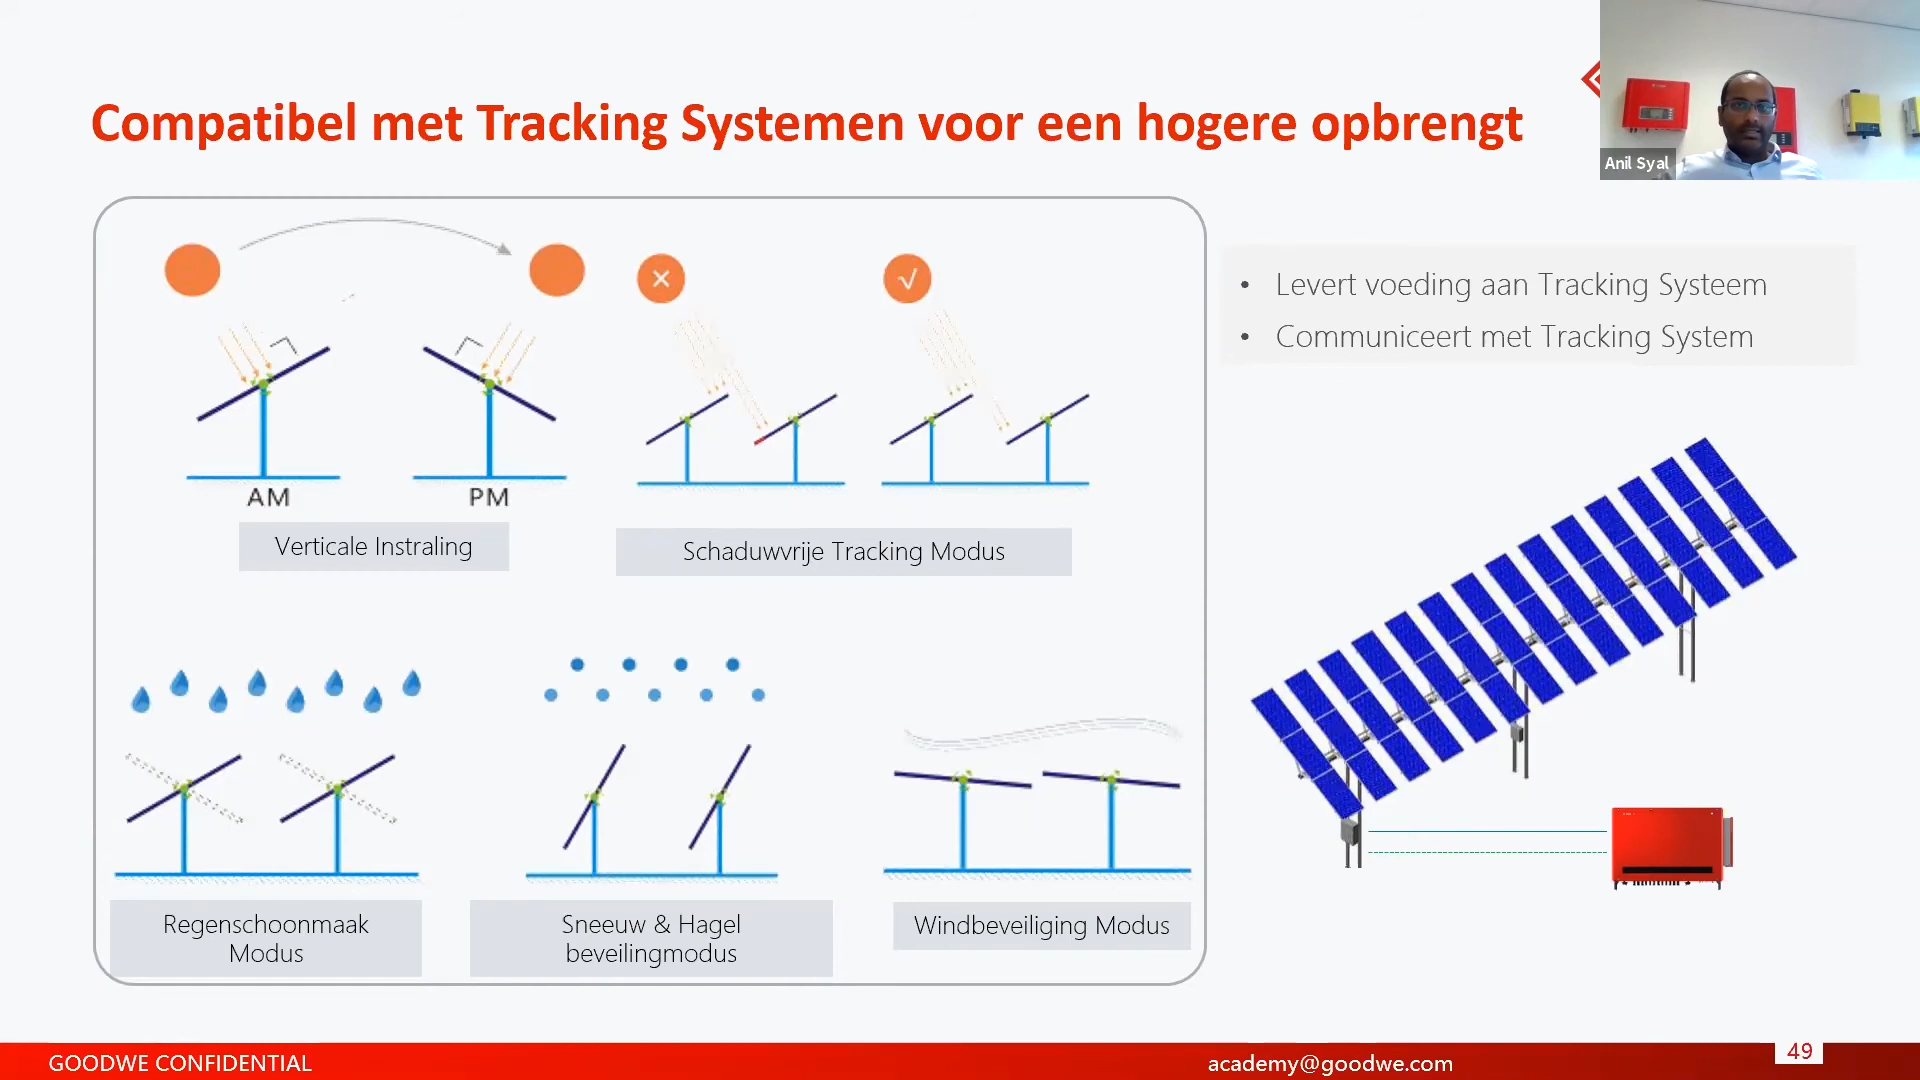 Compatibel met Tracking Systemen voor een hogere opbrengt
Anil Syal
• Levert voeding aan Tracking Systeem
• Communiceert met Tracking System
AM
PM
Verticale Instraling
Schaduwvrije Tracking Modus
Regenschoonmaak
Modus
Sneeuw & Hagel
beveilingmodus
Windbeveiliging Modus
GOODWE CONFIDENTIAL
academy@goodwe.com
49